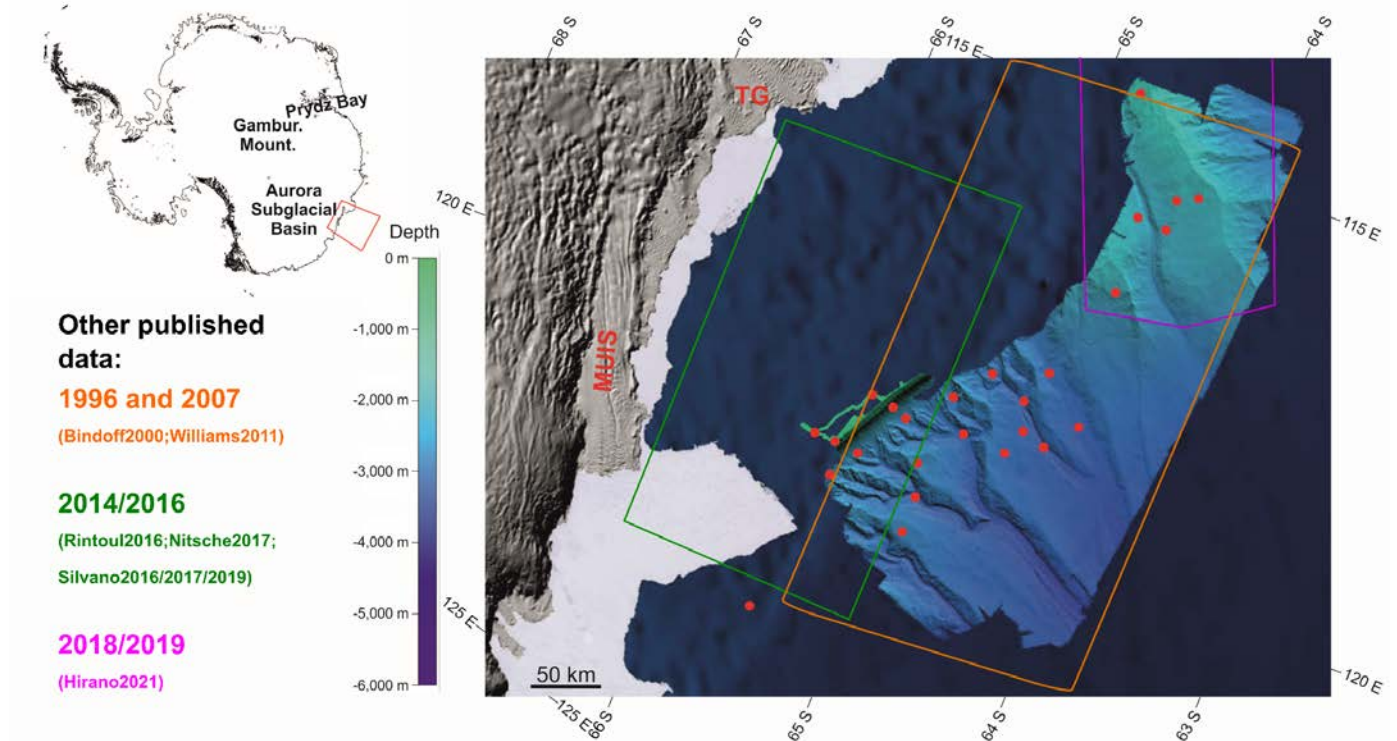 Prydz Bay
Gambur.
Mount.
Aurora
Subglacial
Basin
Depth
0 m
-1,000 m
-2,000 m
-3,000 m
-4,000 m
-5,000 m
-6,000 m
Other published
data:
1996 and 2007
(Bindoff2000;Williams2011)
2014/2016
(Rintoul2016;Nitsche2017;
Silvano2016/2017/2019)
2018/2019
(Hirano2021)
68 S
67 S
66 S
115 E
65 S
64 S
120 E
115 E
TG
MUIS
125 E
120 E
50 km
125 E
66 S
65 S
64 S
63 S